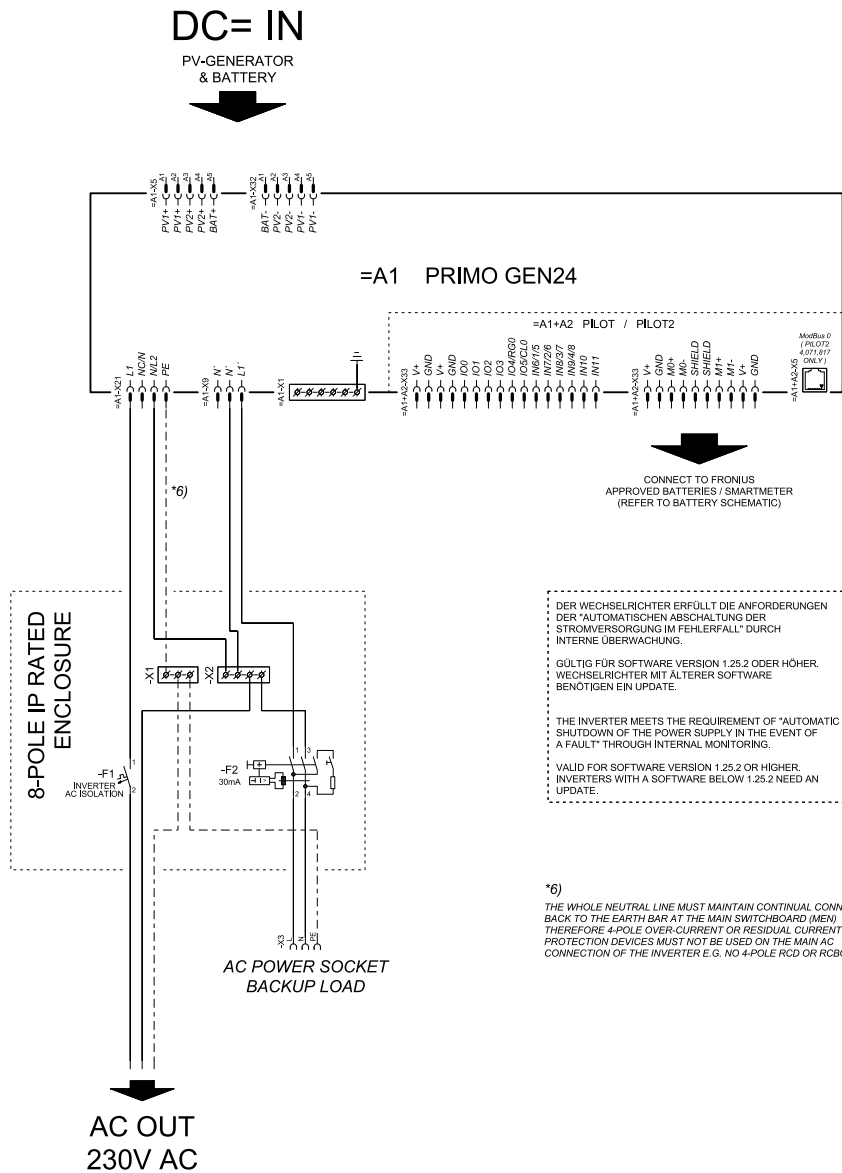 DC= IN
PV-GENERATOR
& BATTERY
=A1-X5
A1
A2
A3
A4
A5
PV1+
PV1+
PV2+
PV2+
BAT+
=A1-X32
A1
A2
A3
A4
A5
BAT-
PV2-
PV2-
PV1-
PV1-
=A1 PRIMO GEN24
=A1+A2 PILOT / PILOT2
=A1-X21
L1
NC/N
N/L2
PE
=A1-X9
N´
N´
L1´
=A1-X1
=A1+A2-X33
V+
GND
V+
GND
IO0
IO1
IO2
IO3
IO4/RG0
IO5/CL0
IN6/1/5
IN7/2/6
IN8/3/7
IN9/4/8
IN10
IN11
=A1+A2-X33
V+
GND
M0+
M0-
SHIELD
SHIELD
M1+
M1-
V+
GND
=A1+A2-X5
ModBus 0
( PILOT2
4,071,817
ONLY )
CONNECT TO FRONIUS
APPROVED BATTERIES / SMARTMETER
(REFER TO BATTERY SCHEMATIC)
*6)
8-POLE IP RATED
ENCLOSURE
-X1
-X2
-F1
INVERTER
AC ISOLATION
1
2
-F2
30mA
1
3
2
4
-X3
L
N
PE
AC POWER SOCKET
BACKUP LOAD
AC OUT
230V AC
DER WECHSELRICHTER ERFÜLLT DIE ANFORDERUNGEN
DER "AUTOMATISCHEN ABSCHALTUNG DER
STROMVERSORGUNG IM FEHLERFALL" DURCH
INTERNE ÜBERWACHUNG.
GÜLTIG FÜR SOFTWARE VERSION 1.25.2 ODER HÖHER.
WECHSELRICHTER MIT ÄLTERER SOFTWARE
BENÖTIGEN EIN UPDATE.
THE INVERTER MEETS THE REQUIREMENT OF "AUTOMATIC
SHUTDOWN OF THE POWER SUPPLY IN THE EVENT OF
A FAULT" THROUGH INTERNAL MONITORING.
VALID FOR SOFTWARE VERSION 1.25.2 OR HIGHER.
INVERTERS WITH A SOFTWARE BELOW 1.25.2 NEED AN
UPDATE.
*6)
THE WHOLE NEUTRAL LINE MUST MAINTAIN CONTINUAL CONN
BACK TO THE EARTH BAR AT THE MAIN SWITCHBOARD (MEN)
THEREFORE 4-POLE OVER-CURRENT OR RESIDUAL CURRENT
PROTECTION DEVICES MUST NOT BE USED ON THE MAIN AC
CONNECTION OF THE INVERTER E.G. NO 4-POLE RCD OR RCBO